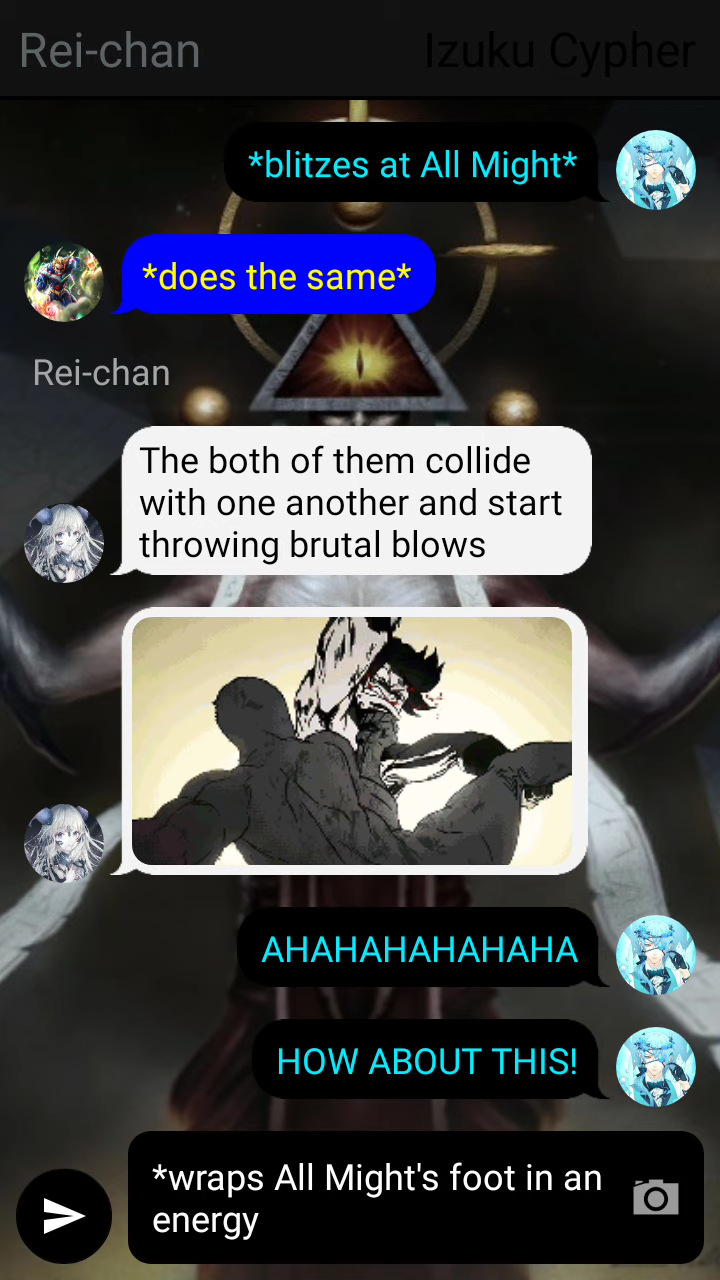 Rei-chan
Izuku Cypher
*blitzes at All Might*
*does the same*
Rei-chan
The both of them collide
with one another and start
throwing brutal blows
AHAHAHAHAHAHA
HOW ABOUT THIS!
*wraps All Might's foot in an
energy